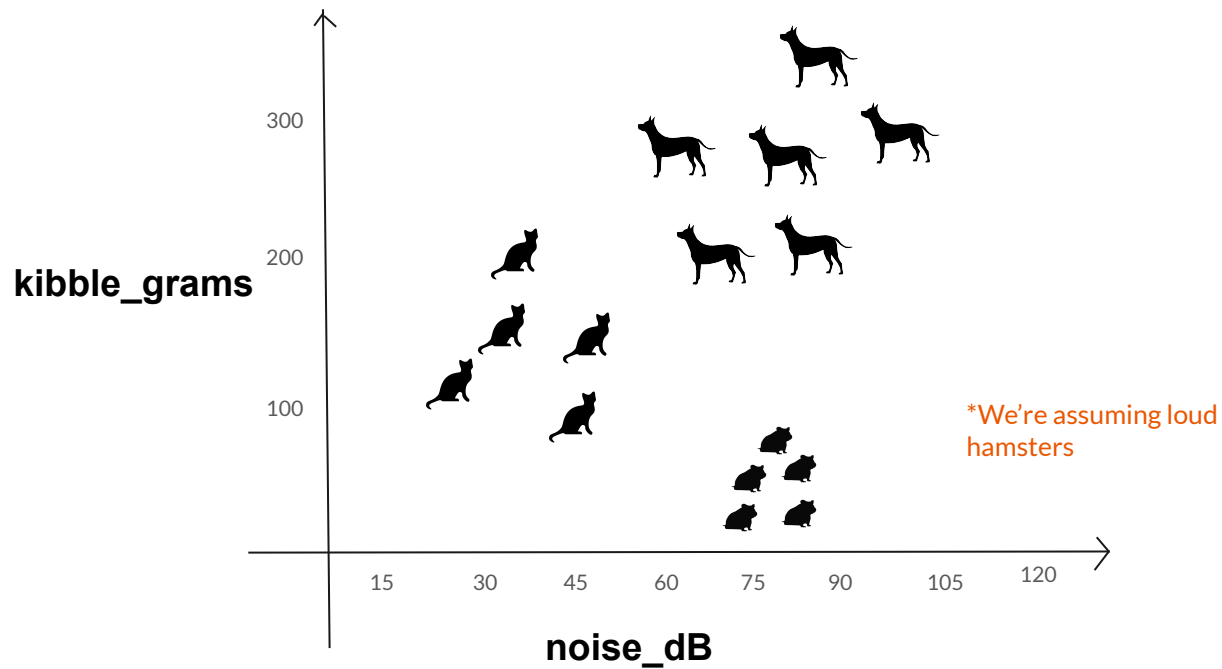 300
200
kibble_grams
100
*We’re assuming loud
hamsters
15 30 45 60 75 90 105 120
noise_dB